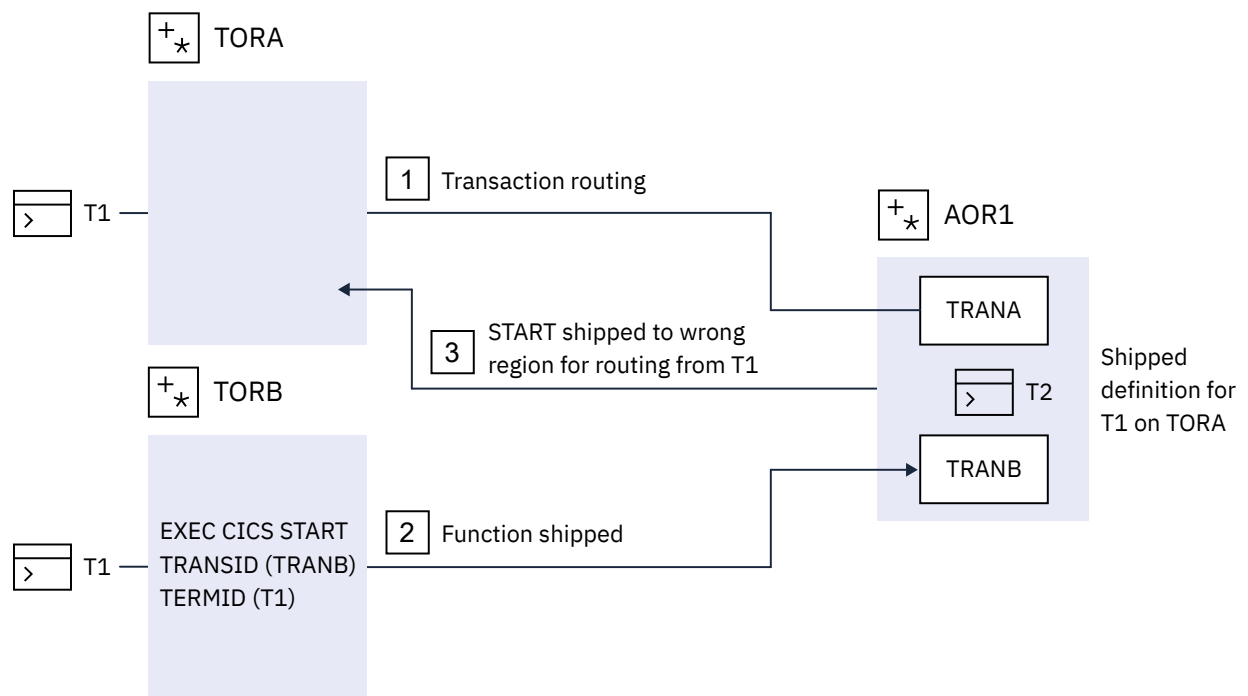 TORA
1 Transaction routing
T1
AOR1
TRANA
3 START shipped to wrong
region for routing from T1
Shipped
definition for
T1 on TORA
T2
TORB
TRANB
EXEC CICS START
TRANSID (TRANB)
TERMID (T1)
2 Function shipped
T1